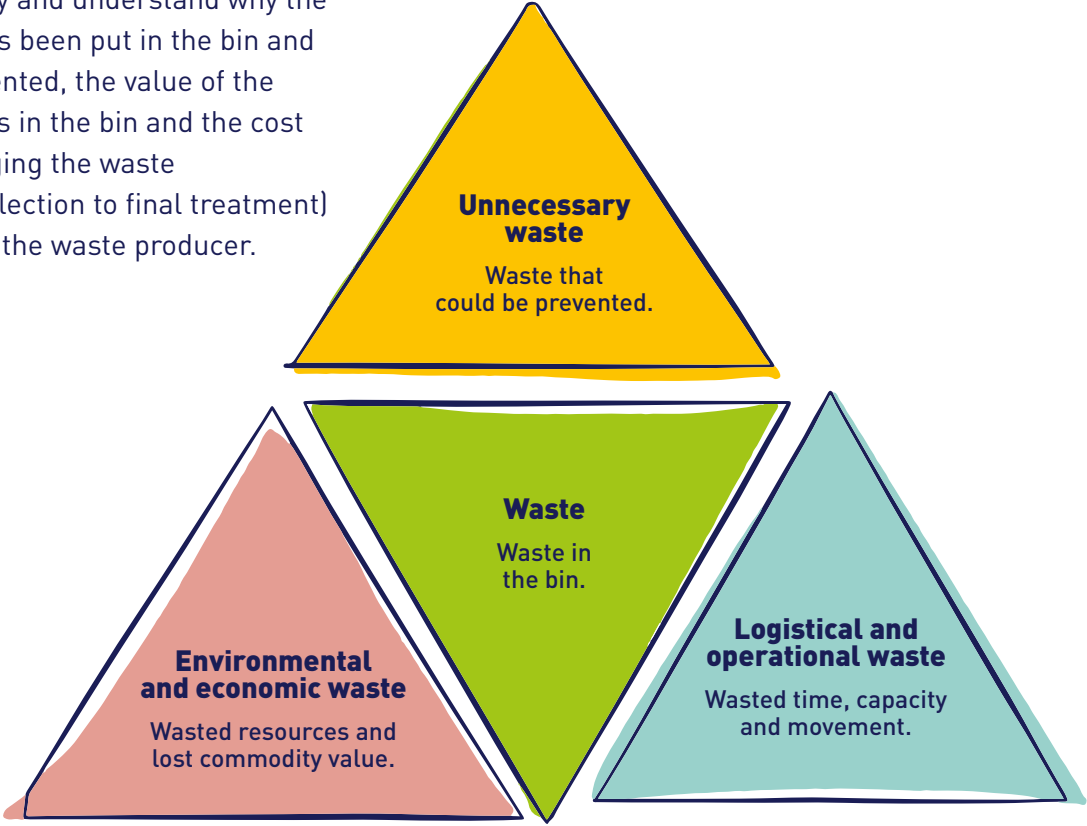 y and understand why the
s been put in the bin and
ented, the value of the
s in the bin and the cost
ging the waste
llection to final treatment)
the waste producer.
Unnecessary
waste
Waste that
could be prevented.
Waste
Waste in
the bin.
Environmental
and economic waste
Wasted resources and
lost commodity value.
Logistical and
operational waste
Wasted time, capacity
and movement.